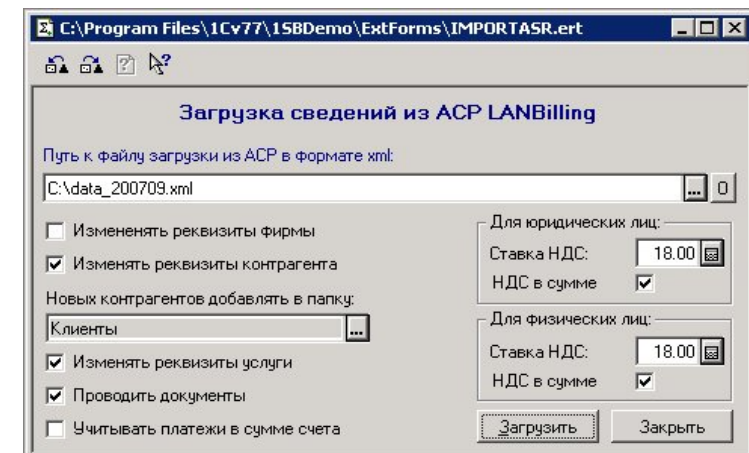 C:\Program Files\1Cv77\1SBDemo\ExtForms\IMPORTASR.ert
Загрузка сведений из АСР LANBilling
Путь к файлу загрузки из АСР в формате xml:
C:\data_200709.xml ... 0
Измененять реквизиты фирмы
Изменять реквизиты контрагента
Новых контрагентов добавлять в папку:
Клиенты ...
Изменять реквизиты услуги
Проводить документы
Учитывать платежи в сумме счета
Для юридических лиц:
Ставка НДС: 18.00
НДС в сумме
Для физических лиц:
Ставка НДС: 18.00
НДС в сумме
Загрузить Закрыть